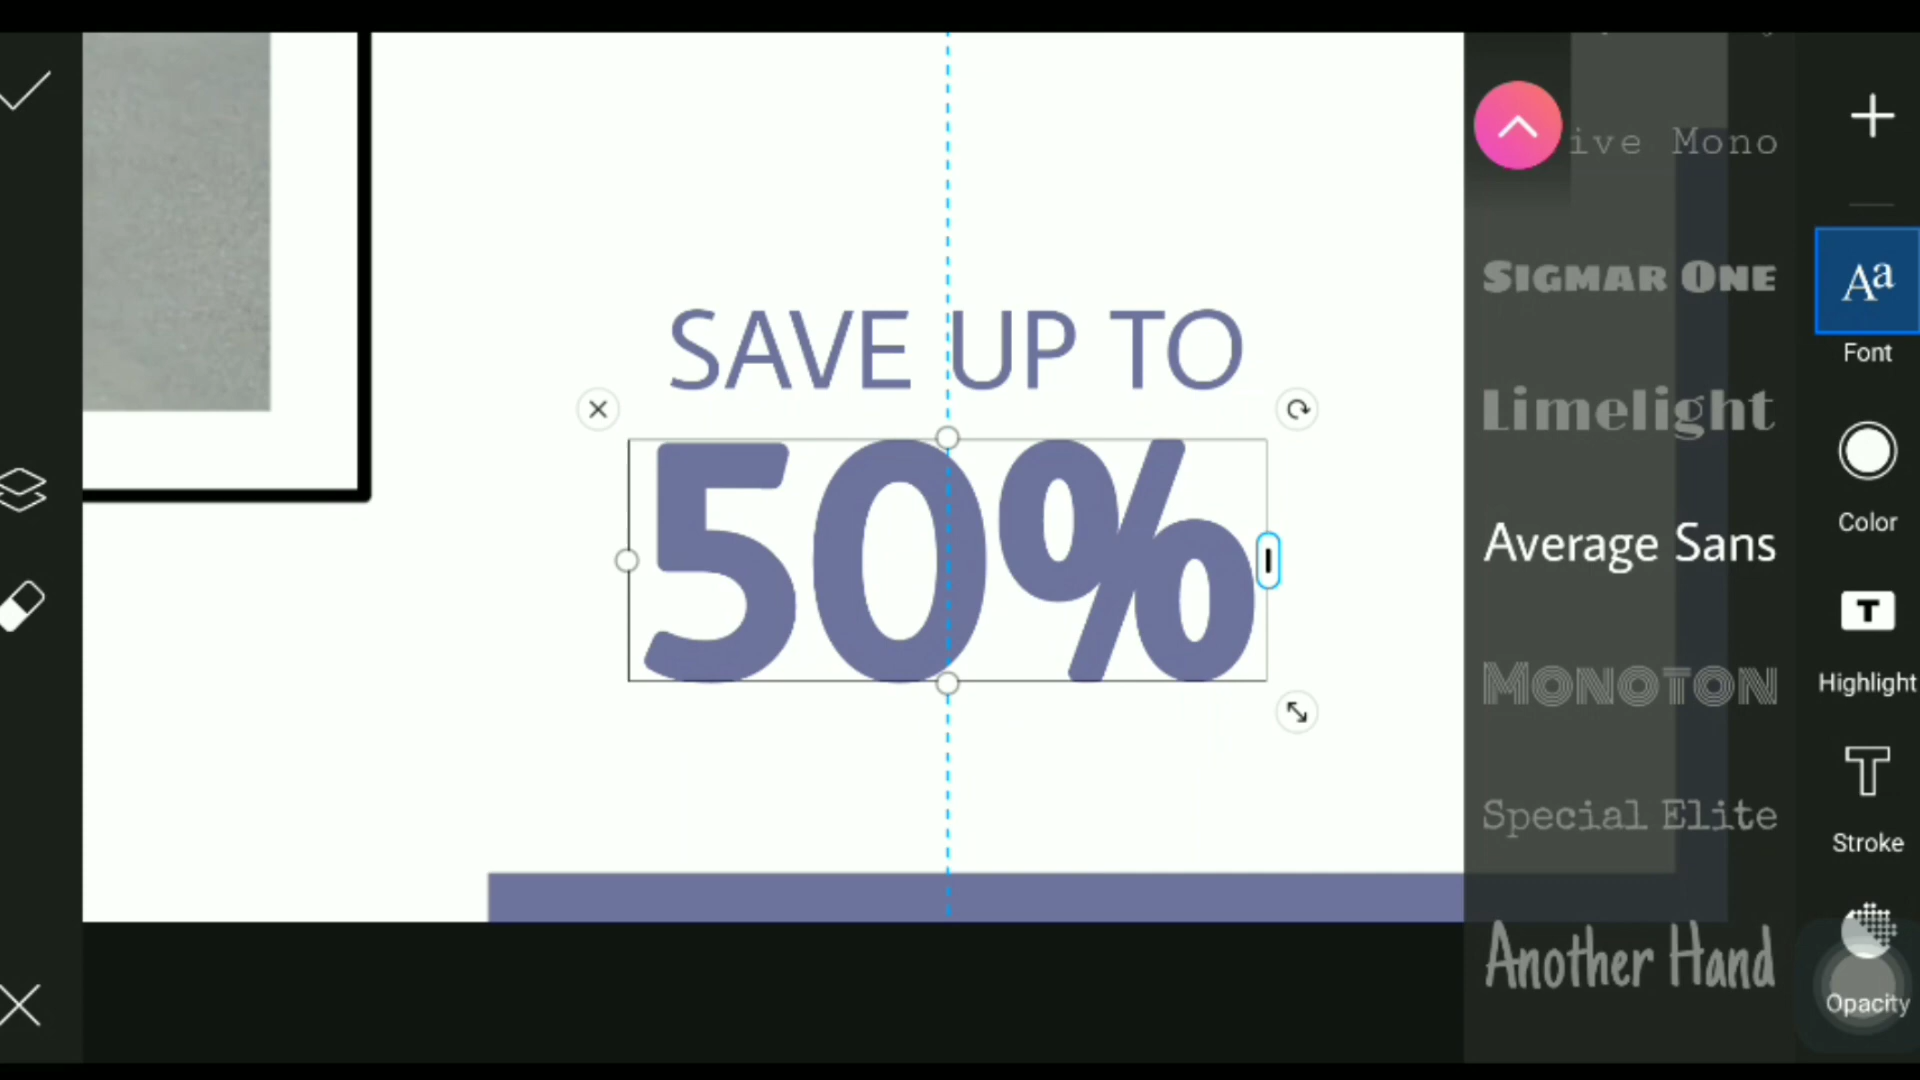 SAVE UP TO
50%
ive Mono
Sigmar One
Limelight
Average Sans
Monoton
Special Elite
Another Hand
Aa
Font
Color
T
Highlight
T
Stroke
Opacity